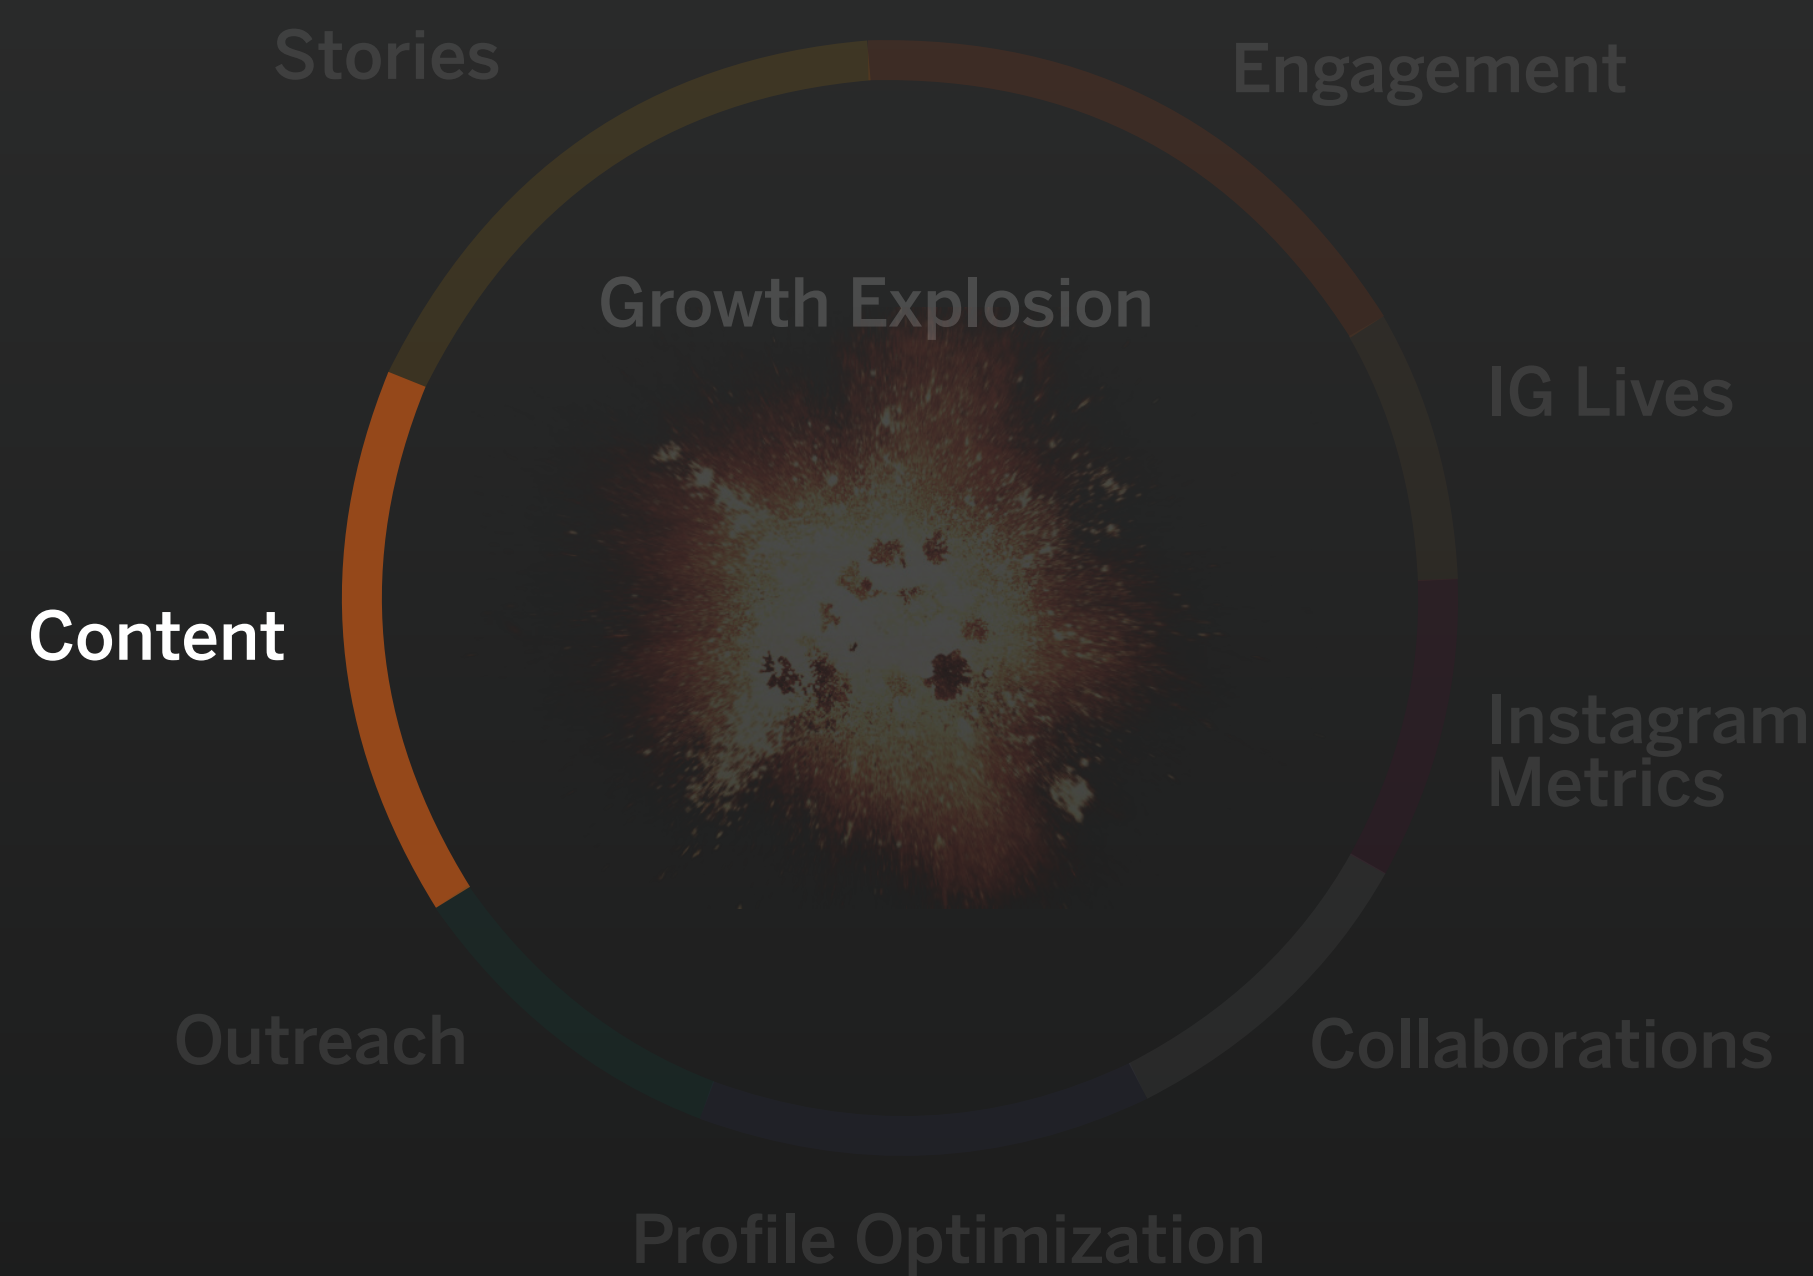 Stories
Engagement
Growth Explosion
IG Lives
Content
Instagram
Metrics
Outreach
Collaborations
Profile Optimization